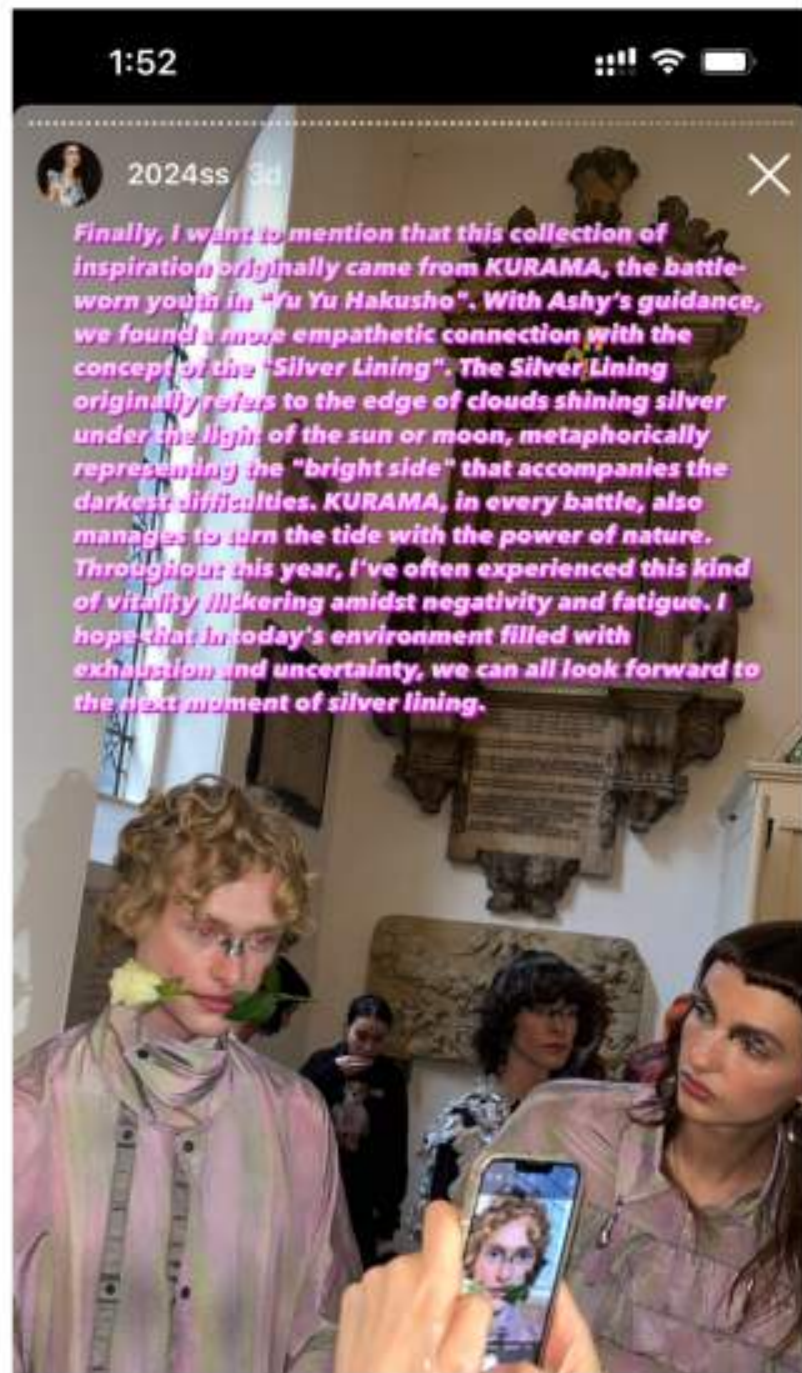 1:52
2024ss 3d
Finally, I want to mention that this collection of
inspiration originally came from KURAMA, the battle-
worn youth in "Yu Yu Hakusho". With Ashy's guidance,
we found a more empathetic connection with the
concept of the "Silver Lining". The Silver Lining
originally refers to the edge of clouds shining silver
under the light of the sun or moon, metaphorically
representing the "bright side" that accompanies the
darkest difficulties. KURAMA, in every battle, also
manages to turn the tide with the power of nature.
Throughout this year, I've often experienced this kind
of vitality flickering amidst negativity and fatigue. I
hope that in today's environment filled with
exhaustion and uncertainty, we can all look forward to
the next moment of silver lining.